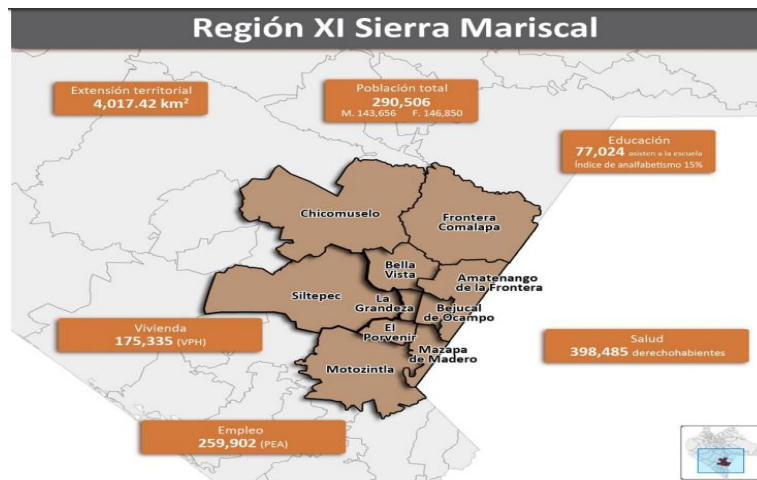 Región XI Sierra Mariscal
Extensión territorial
4,017.42 km²
Población total
290,506
M. 143,656 F. 146,850
Educación
77,024 asisten a la escuela
Índice de analfabetismo 15%
Chicomuselo
Frontera
Comalapa
Bella
Vista
Amatenango
de la Frontera
Siltepec
La
Grandeza
Bejucal
de Ocampo
El
Porvenir
Mazapa
de Madero
Motozintla
Vivienda
175,335 (VPH)
Salud
398,485 derechohabientes
Empleo
259,902 (PEA)